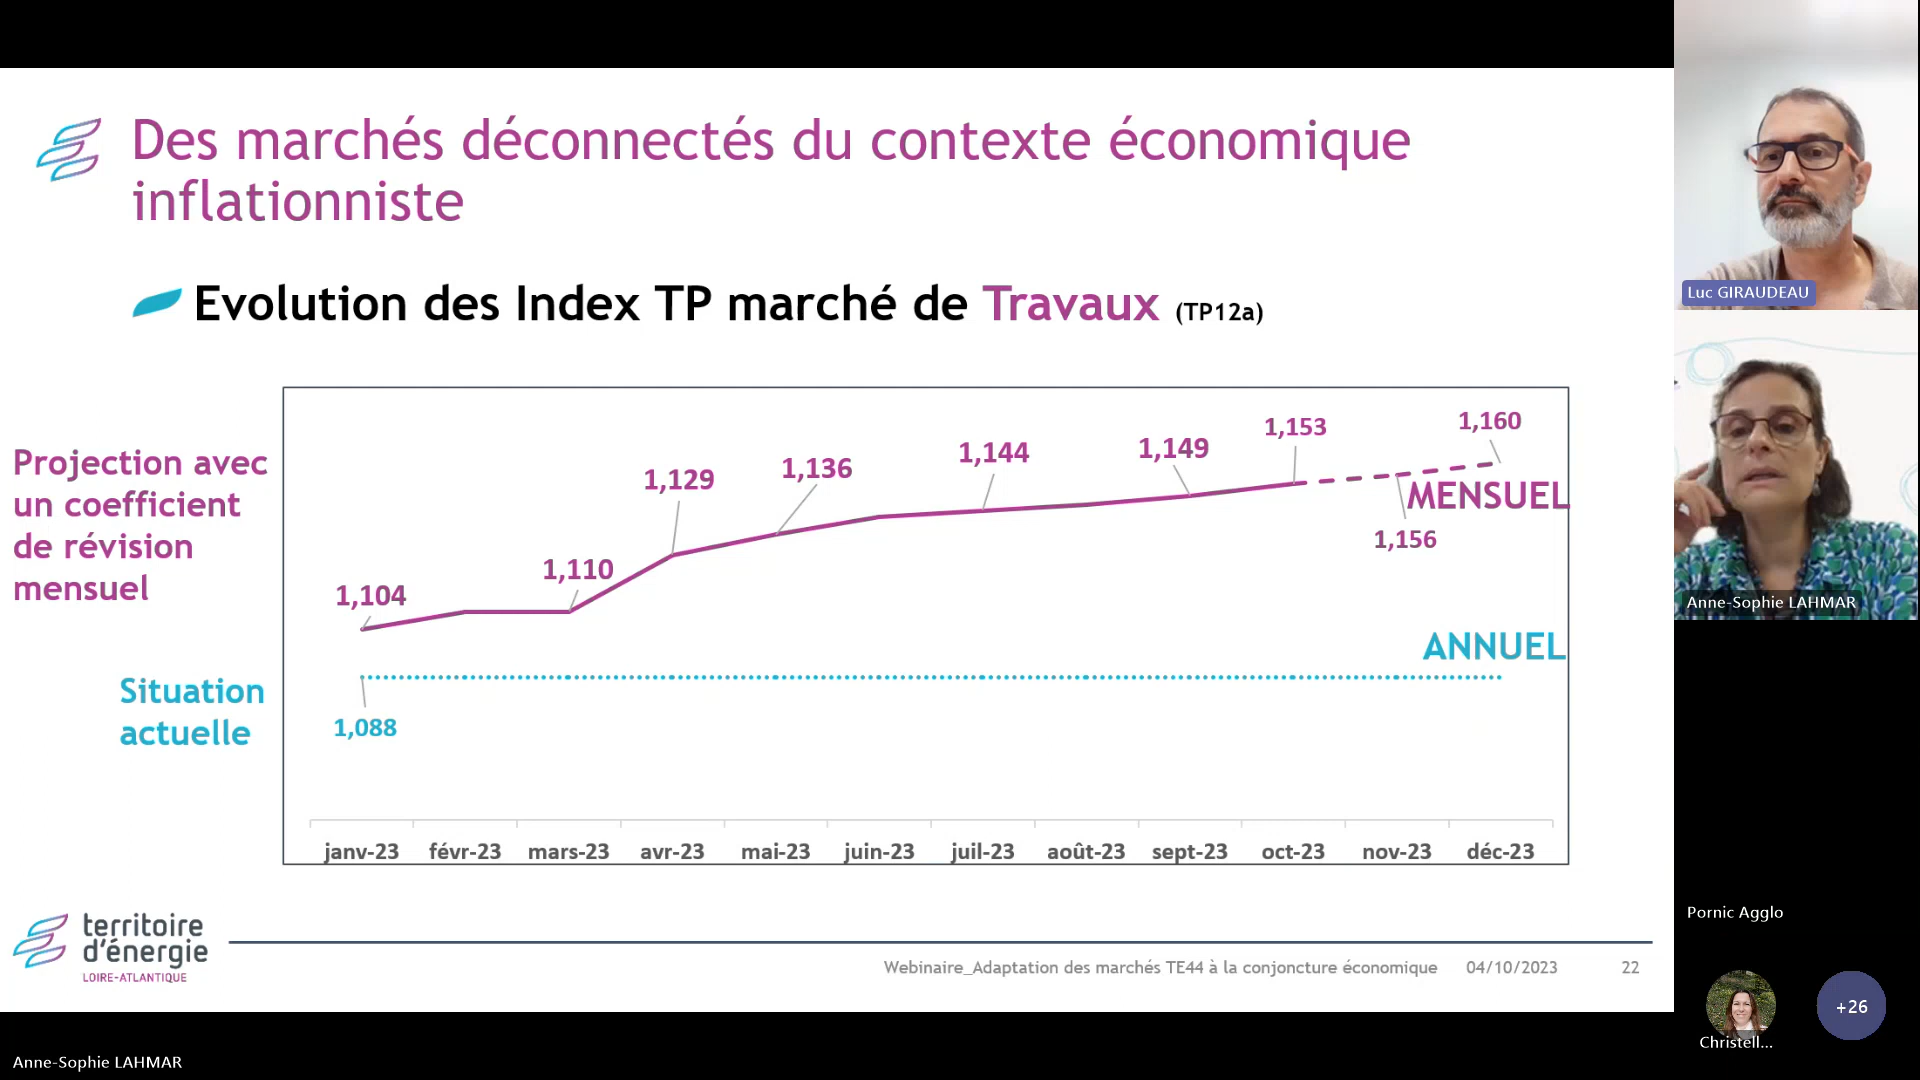 Des marchés déconnectés du contexte économique
inflationniste
Evolution des Index TP marché de Travaux (TP12a)
Projection avec
un coefficient
de révision
mensuel
Situation
actuelle
1,104
1,110
1,129
1,136
1,144
1,149
1,153
1,160
MENSUEL
1,156
ANNUEL
1,088
janv-23 févr-23 mars-23 avr-23 mai-23 juin-23 juil-23 août-23 sept-23 oct-23 nov-23 déc-23
territoire
d'énergie
LOIRE-ATLANTIQUE
Webinaire_Adaptation des marchés TE44 à la conjoncture économique 04/10/2023 22
Anne-Sophie LAHMAR
Luc GIRAUDEAU
Anne-Sophie LAHMAR
Pornic Agglo
Christell...
+26